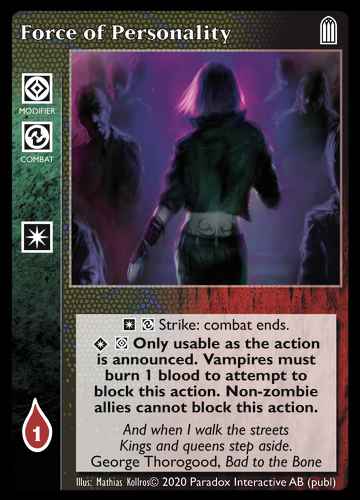 Force of Personality
MODIFIER
COMBAT
Strike: combat ends.
Only usable as the action
is announced. Vampires must
burn 1 blood to attempt to
block this action. Non-zombie
allies cannot block this action.
And when I walk the streets
Kings and queens step aside.
George Thorogood, Bad to the Bone
1
Illus: Mathias Kollros© 2020 Paradox Interactive AB (publ)